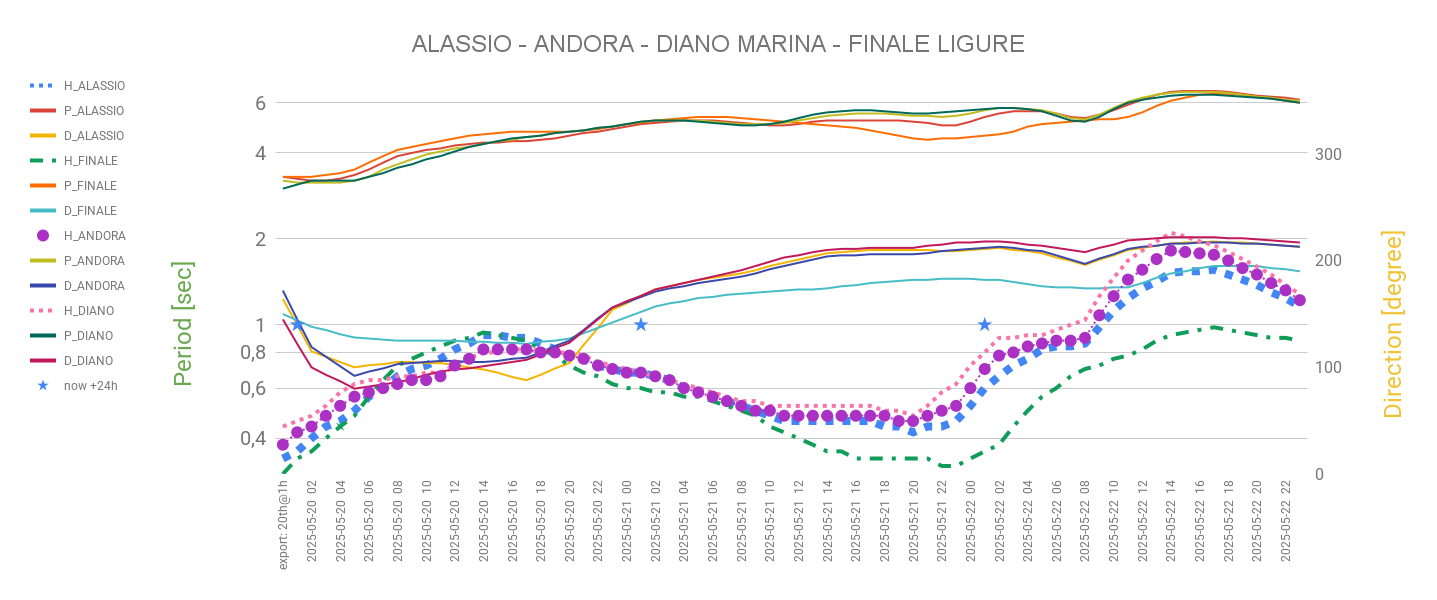 ALASSIO - ANDORA - DIANO MARINA - FINALE LIGURE
H_ALASSIO
P_ALASSIO
D_ALASSIO
H_FINALE
P_FINALE
D_FINALE
H_ANDORA
P_ANDORA
D_ANDORA
H_DIANO
P_DIANO
D_DIANO
now +24h
Period [sec]
6
4
2
1
0,8
0,6
0,4
300
200
100
0
Direction [degree]
export: 20th@1h
2025-05-20 02
2025-05-20 04
2025-05-20 06
2025-05-20 08
2025-05-20 10
2025-05-20 12
2025-05-20 14
2025-05-20 16
2025-05-20 18
2025-05-20 20
2025-05-20 22
2025-05-21 00
2025-05-21 02
2025-05-21 04
2025-05-21 06
2025-05-21 08
2025-05-21 10
2025-05-21 12
2025-05-21 14
2025-05-21 16
2025-05-21 18
2025-05-21 20
2025-05-21 22
2025-05-22 00
2025-05-22 02
2025-05-22 04
2025-05-22 06
2025-05-22 08
2025-05-22 10
2025-05-22 12
2025-05-22 14
2025-05-22 16
2025-05-22 18
2025-05-22 20
2025-05-22 22